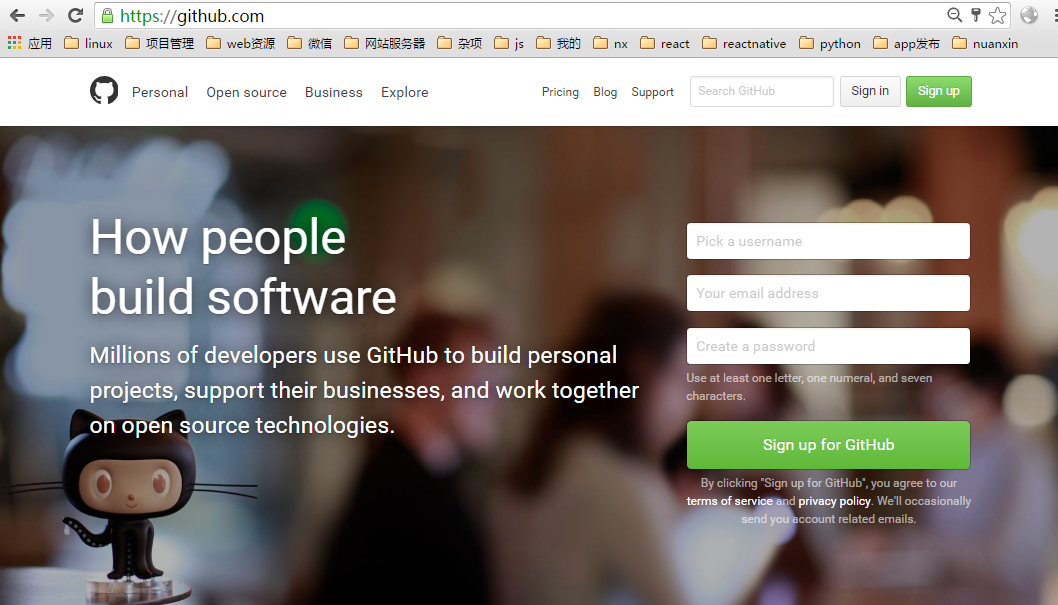 https://github.com
应用 linux 项目管理 web资源 微信 网站服务器 杂项 js 我的 nx react reactnative python app发布 nuanxin
Personal Open source Business Explore Pricing Blog Support Search GitHub Sign in Sign up
How people
build software
Millions of developers use GitHub to build personal
projects, support their businesses, and work together
on open source technologies.
Pick a username
Your email address
Create a password
Use at least one letter, one numeral, and seven
characters.
Sign up for GitHub
By clicking "Sign up for GitHub", you agree to our
terms of service and privacy policy. We'll occasionally
send you account related emails.